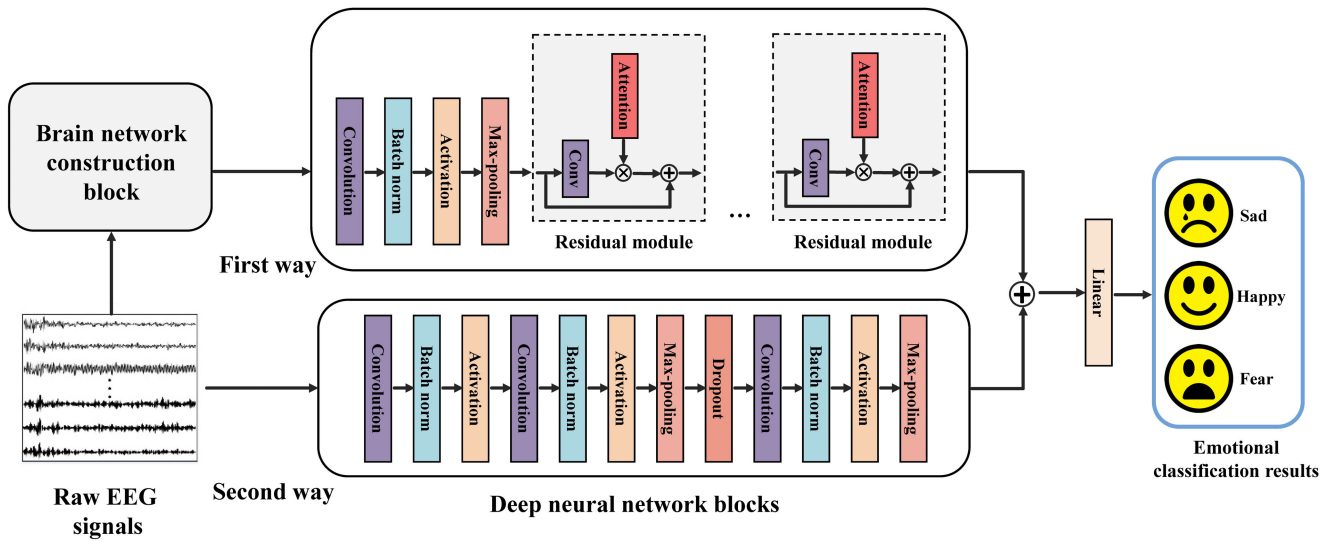 Brain network
construction
block
First way
Convolution
Batch norm
Activation
Max-pooling
Conv
Attention
Residual module
...
Conv
Attention
Residual module
Raw EEG
signals
Second way
Convolution
Batch norm
Activation
Convolution
Batch norm
Activation
Max-pooling
Dropout
Convolution
Batch norm
Activation
Max-pooling
Deep neural network blocks
Linear
Sad
Happy
Fear
Emotional
classification results